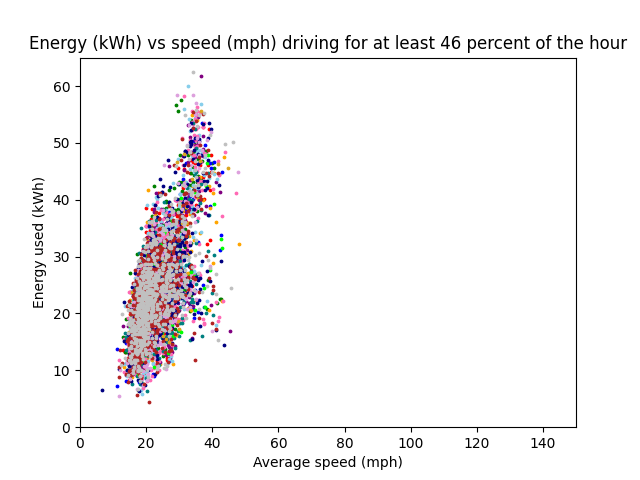 Energy (kWh) vs speed (mph) driving for at least 46 percent of the hour
60
50
40
30
20
10
0
Energy used (kWh)
0 20 40 60 80 100 120 140
Average speed (mph)